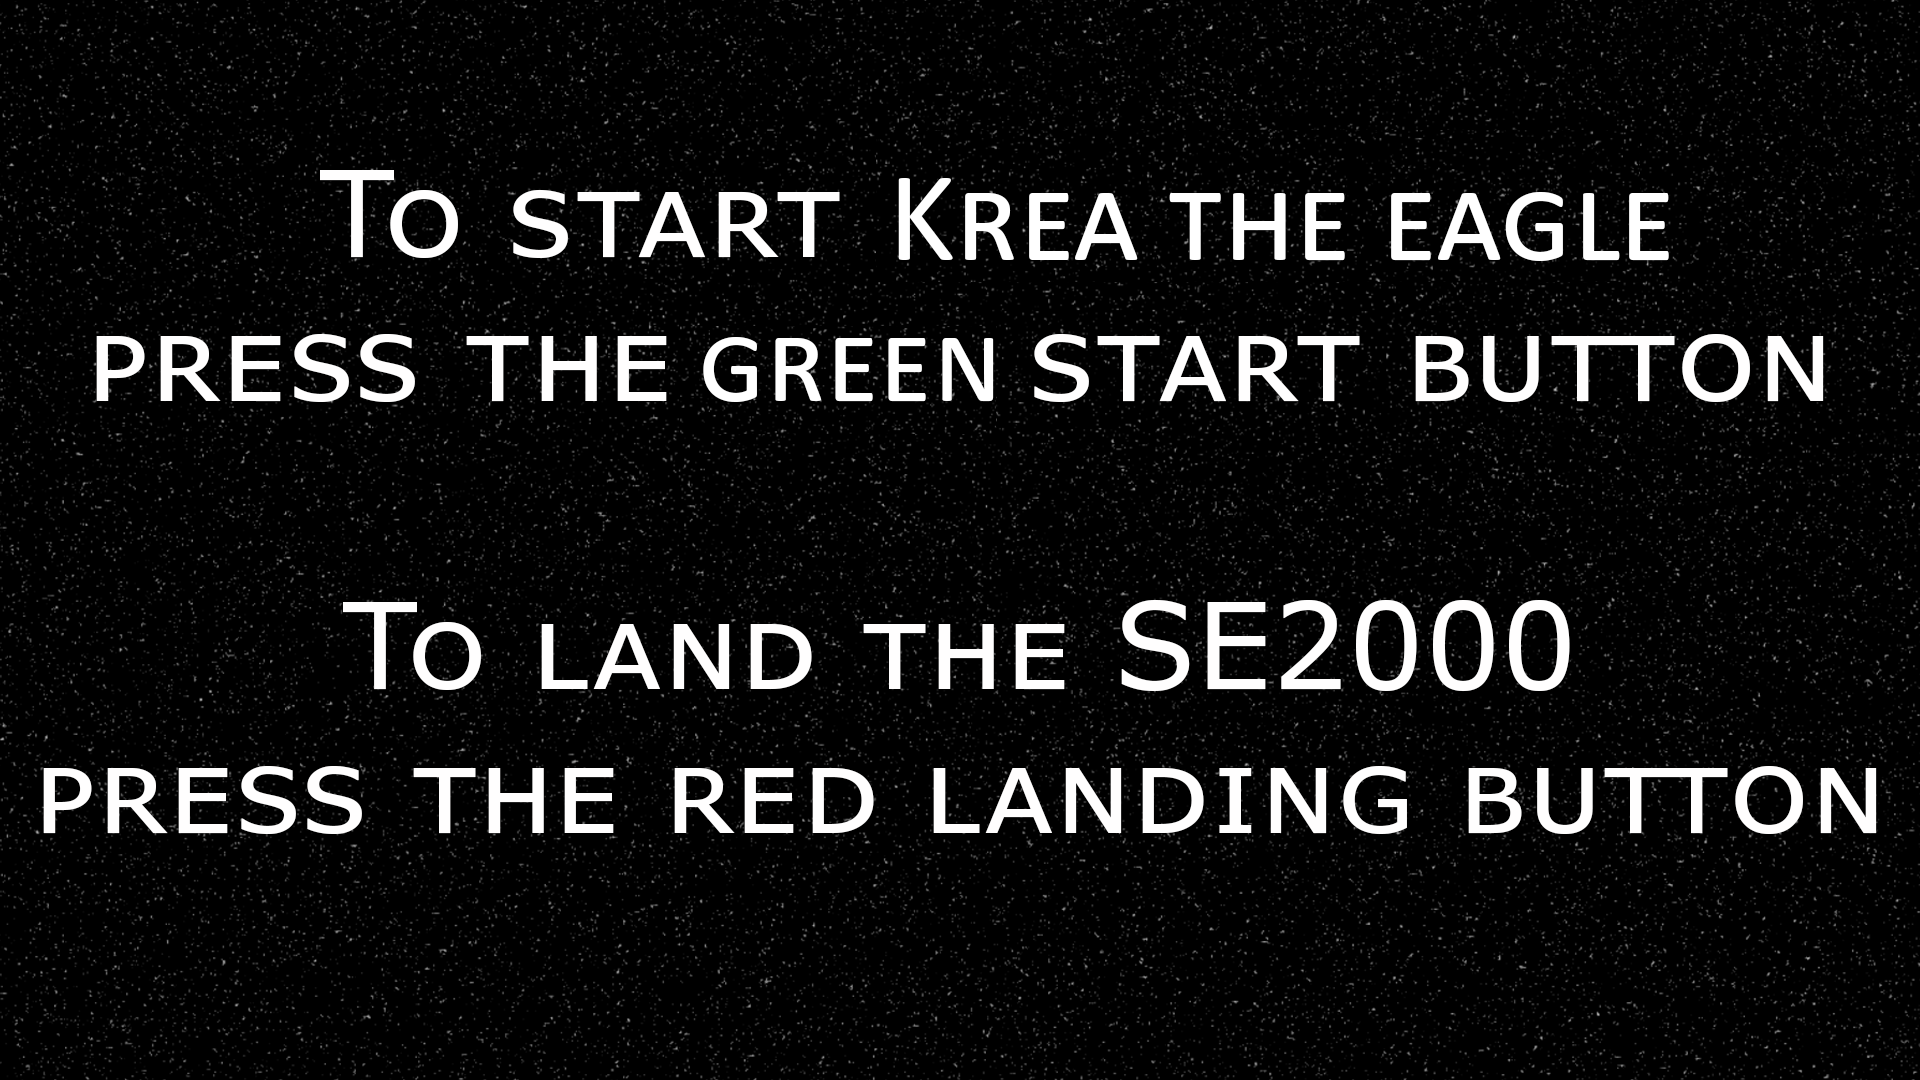 To start Krea the eagle
press the green start button
To land the SE2000
press the red landing button